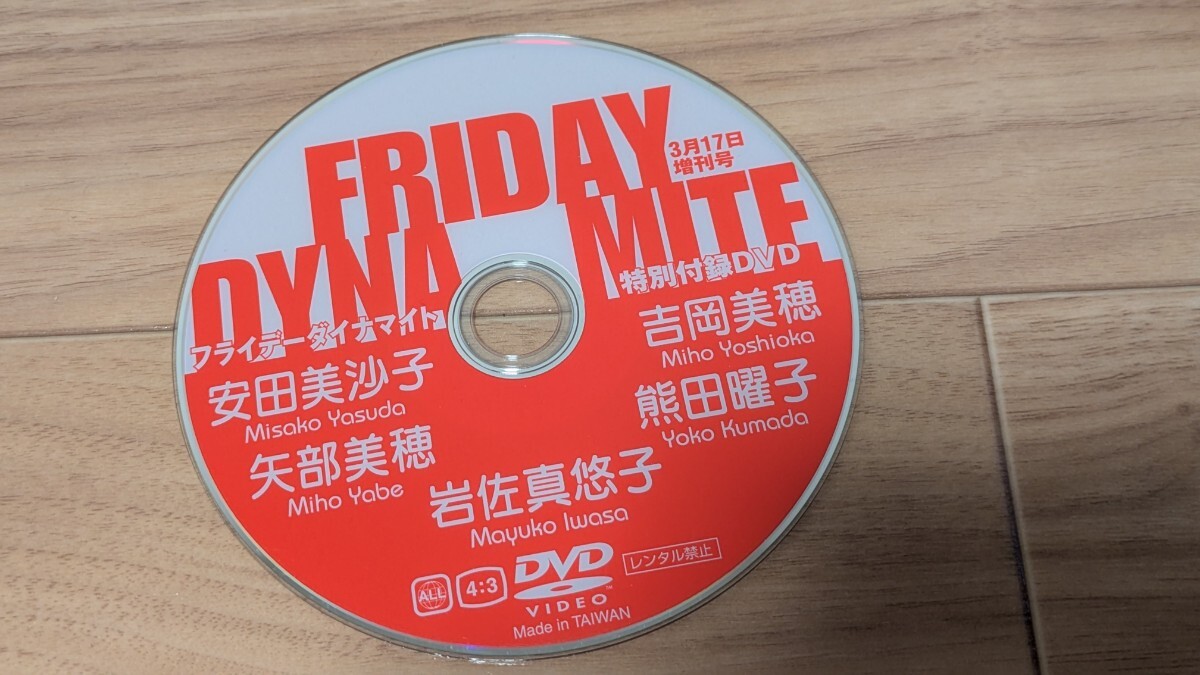 FRIDAY
3月17日
増刊号
DYNAMITE
フライデーダイナマイト
特別付録DVD
安田美沙子
Misako Yasuda
吉岡美穂
Miho Yoshioka
矢部美穂
Miho Yabe
熊田曜子
Yoko Kumada
岩佐真悠子
Mayuko Iwasa
ALL
4:3
DVD
VIDEO
レンタル禁止
Made in TAIWAN